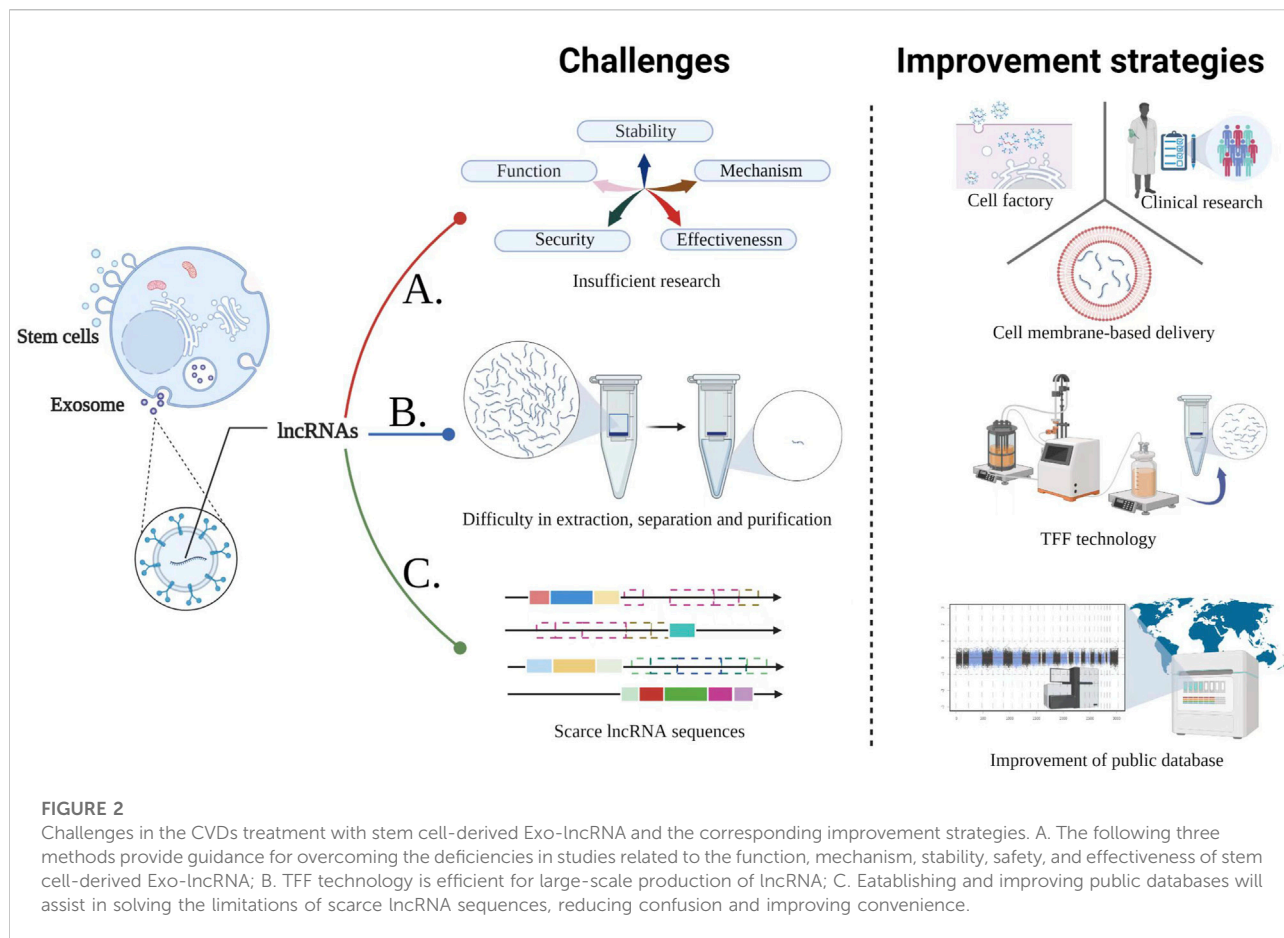 Challenges
Improvement strategies
Stability
Function
Mechanism
Security
Effectivenessn
Insufficient research
Cell factory
Clinical research
Cell membrane-based delivery
Stem cells
Exosome
lncRNAs
A.
B.
C.
Difficulty in extraction, separation and purification
TFF technology
Scarce lncRNA sequences
Improvement of public database
FIGURE 2
Challenges in the CVDs treatment with stem cell-derived Exo-lncRNA and the corresponding improvement strategies. A. The following three
methods provide guidance for overcoming the deficiencies in studies related to the function, mechanism, stability, safety, and effectiveness of stem
cell-derived Exo-lncRNA; B. TFF technology is efficient for large-scale production of lncRNA; C. Eatablishing and improving public databases will
assist in solving the limitations of scarce lncRNA sequences, reducing confusion and improving convenience.